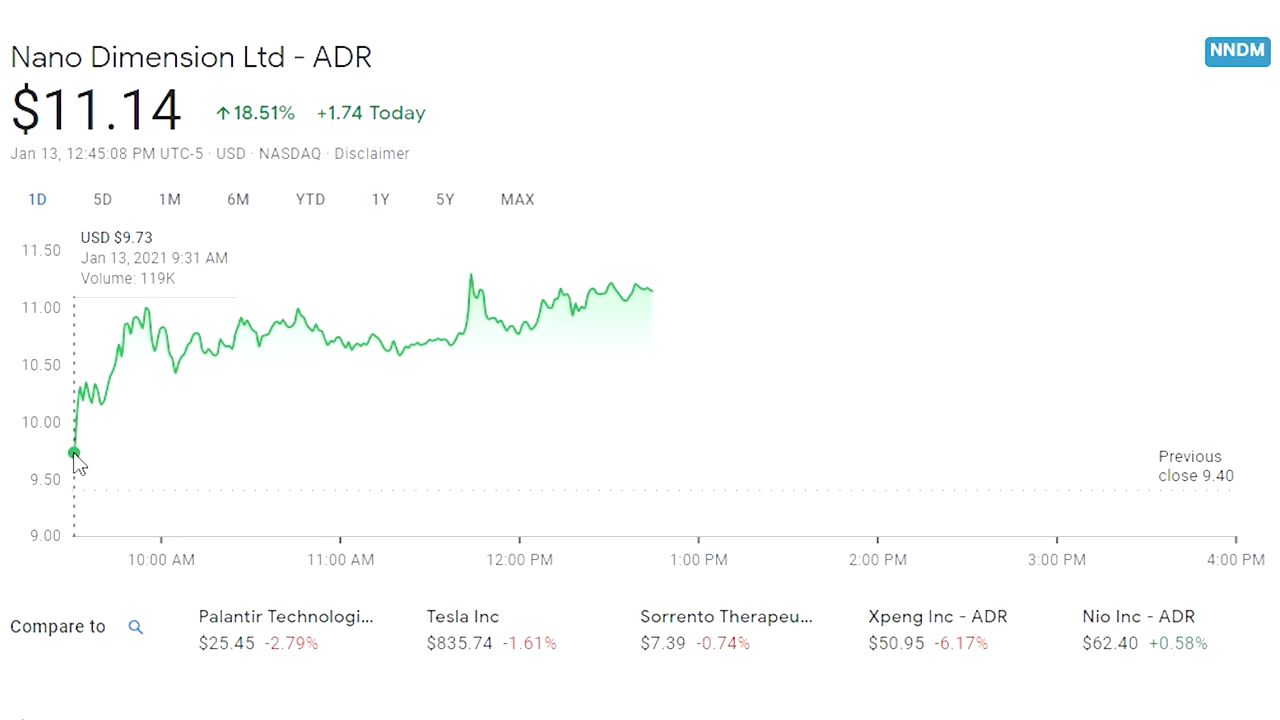 Nano Dimension Ltd - ADR
NNDM
$11.14 ↑18.51% +1.74 Today
Jan 13, 12:45:08 PM UTC-5 · USD · NASDAQ · Disclaimer
1D 5D 1M 6M YTD 1Y 5Y MAX
USD $9.73
Jan 13, 2021 9:31 AM
Volume: 119K
11.50
11.00
10.50
10.00
9.50
9.00
Previous
close 9.40
10:00 AM 11:00 AM 12:00 PM 1:00 PM 2:00 PM 3:00 PM 4:00 PM
Compare to
Palantir Technologi...
$25.45 -2.79%
Tesla Inc
$835.74 -1.61%
Sorrento Therapeu...
$7.39 -0.74%
Xpeng Inc - ADR
$50.95 -6.17%
Nio Inc - ADR
$62.40 +0.58%